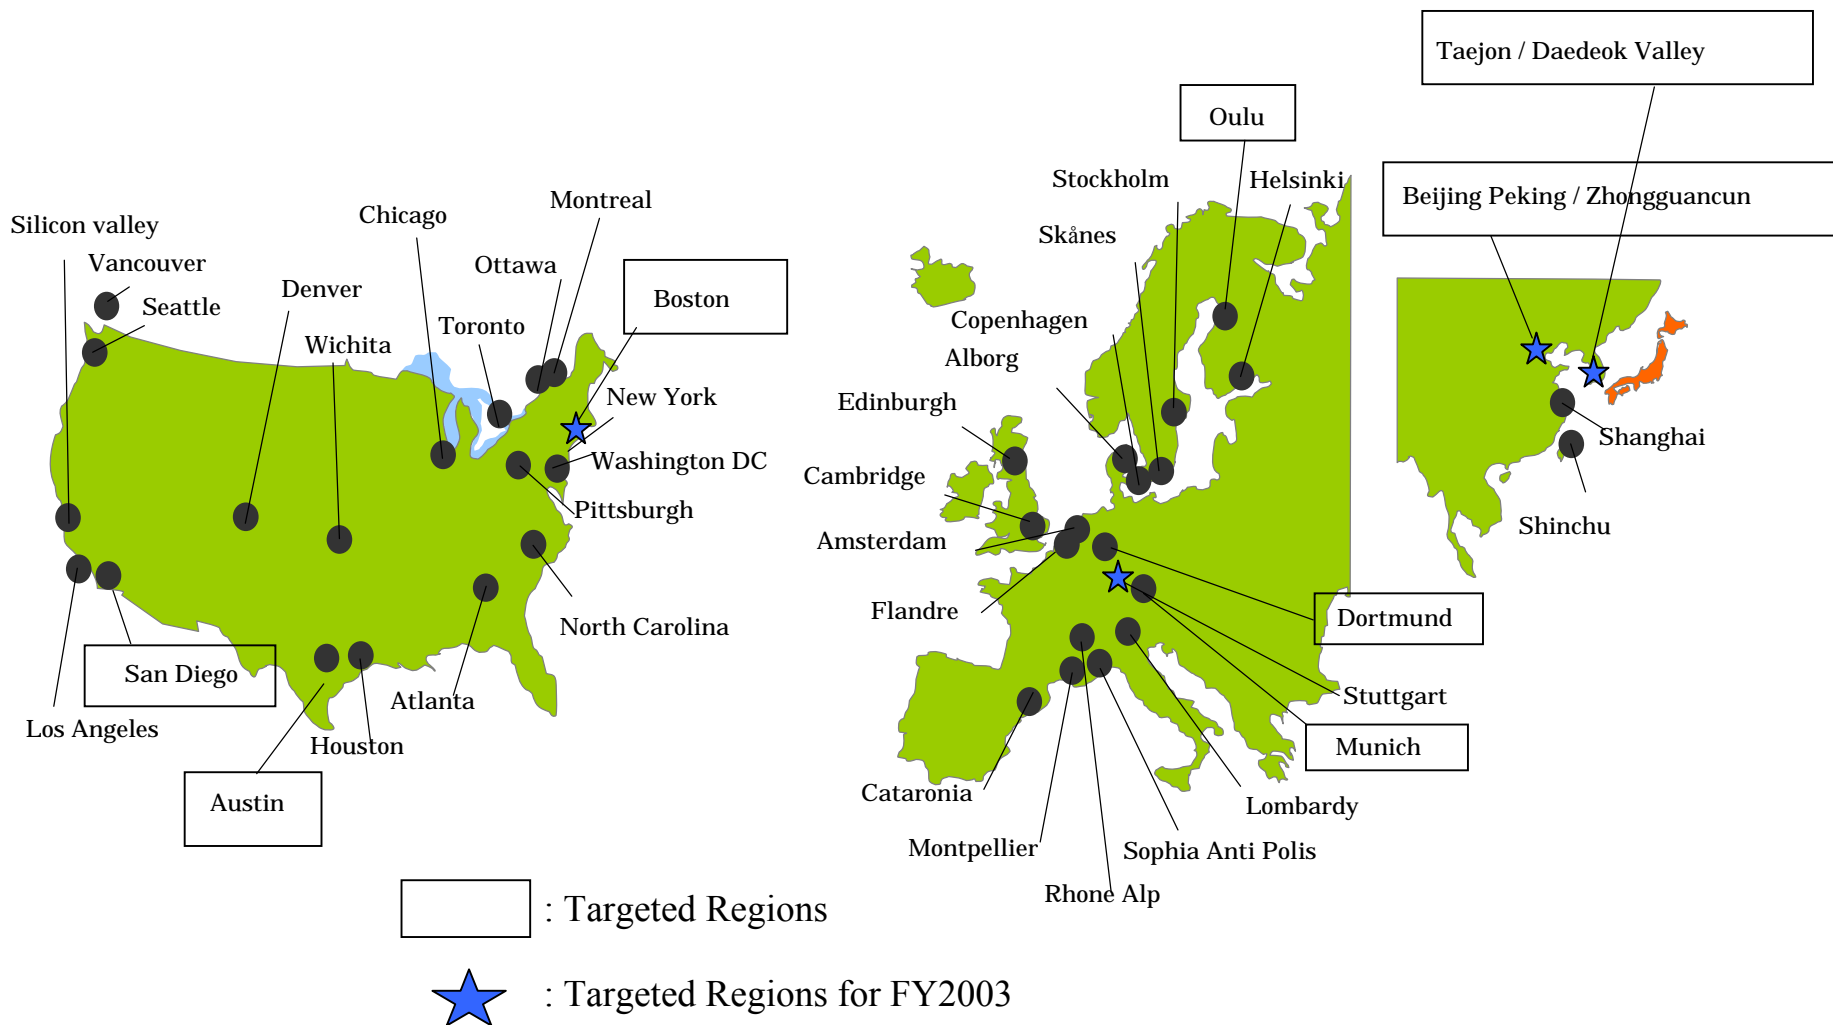 Taejon / Daedeok Valley
Oulu
Stockholm
Helsinki
Beijing Peking / Zhongguancun
Montreal
Chicago
Silicon valley
Skånes
Vancouver
Ottawa
Denver
Boston
Seattle
Toronto
Copenhagen
Wichita
Alborg
New York
Edinburgh
Shanghai
Washington DC
Cambridge
Pittsburgh
Shinchu
Amsterdam
Flandre
Dortmund
North Carolina
San Diego
Atlanta
Stuttgart
Los Angeles
Houston
Munich
Cataronia
Austin
Lombardy
Montpellier
Sophia Anti Polis
Rhone Alp
: Targeted Regions
: Targeted Regions for FY2003